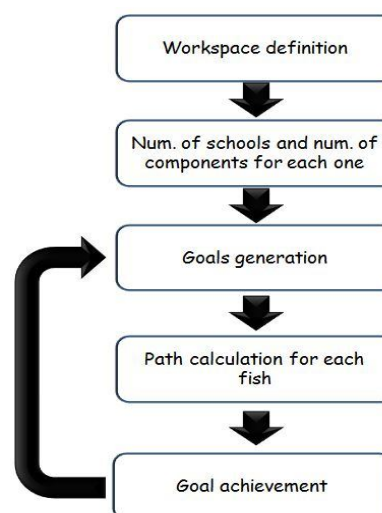 Workspace definition
Num. of schools and num. of
components for each one
Goals generation
Path calculation for each
fish
Goal achievement